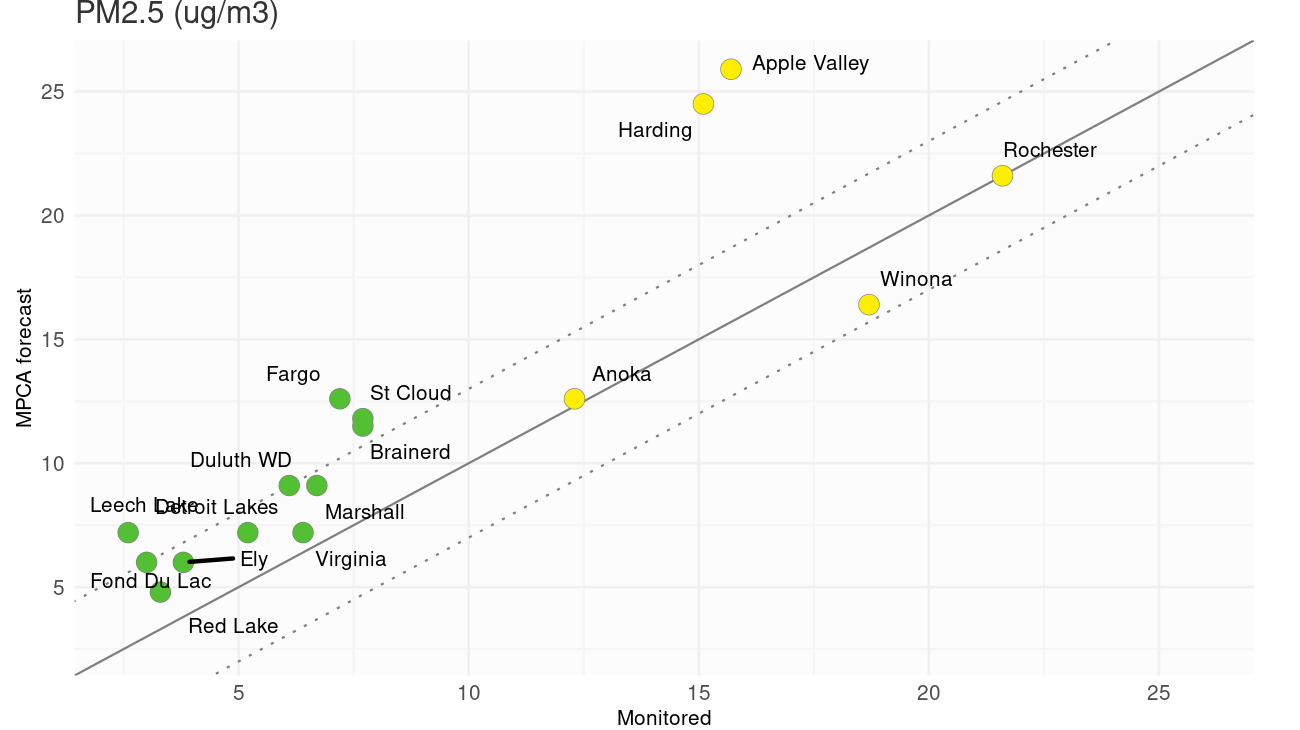 PM2.5 (ug/m3)
Apple Valley
25
Harding
Rochester
20
Winona
MPCA forecast
15
Fargo
Anoka
St Cloud
Brainerd
Duluth WD
10
Leech Lake
Detroit Lakes
Marshall
Ely
Virginia
Fond Du Lac
5
Red Lake
5
10
15
20
25
Monitored